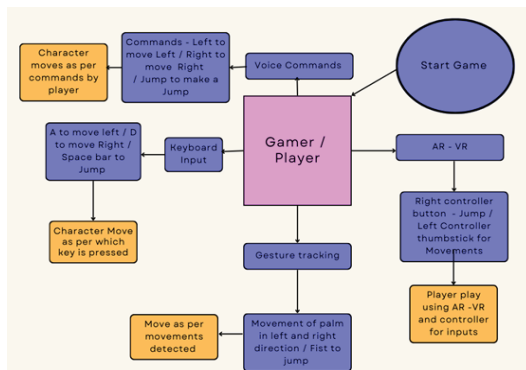 Start Game
Gamer /
Player
Voice Commands
Commands - Left to
move Left / Right to
move Right
/ Jump to make a
Jump
Character
moves as per
commands by
player
Keyboard
Input
A to move left / D
to move Right /
Space bar to
Jump
Character Move
as per which
key is pressed
AR - VR
Right controller
button - Jump /
Left Controller
thumbstick for
Movements
Player play
using AR -VR
and controller
for inputs
Gesture tracking
Movement of palm
in left and right
direction / Fist to
jump
Move as per
movements
detected